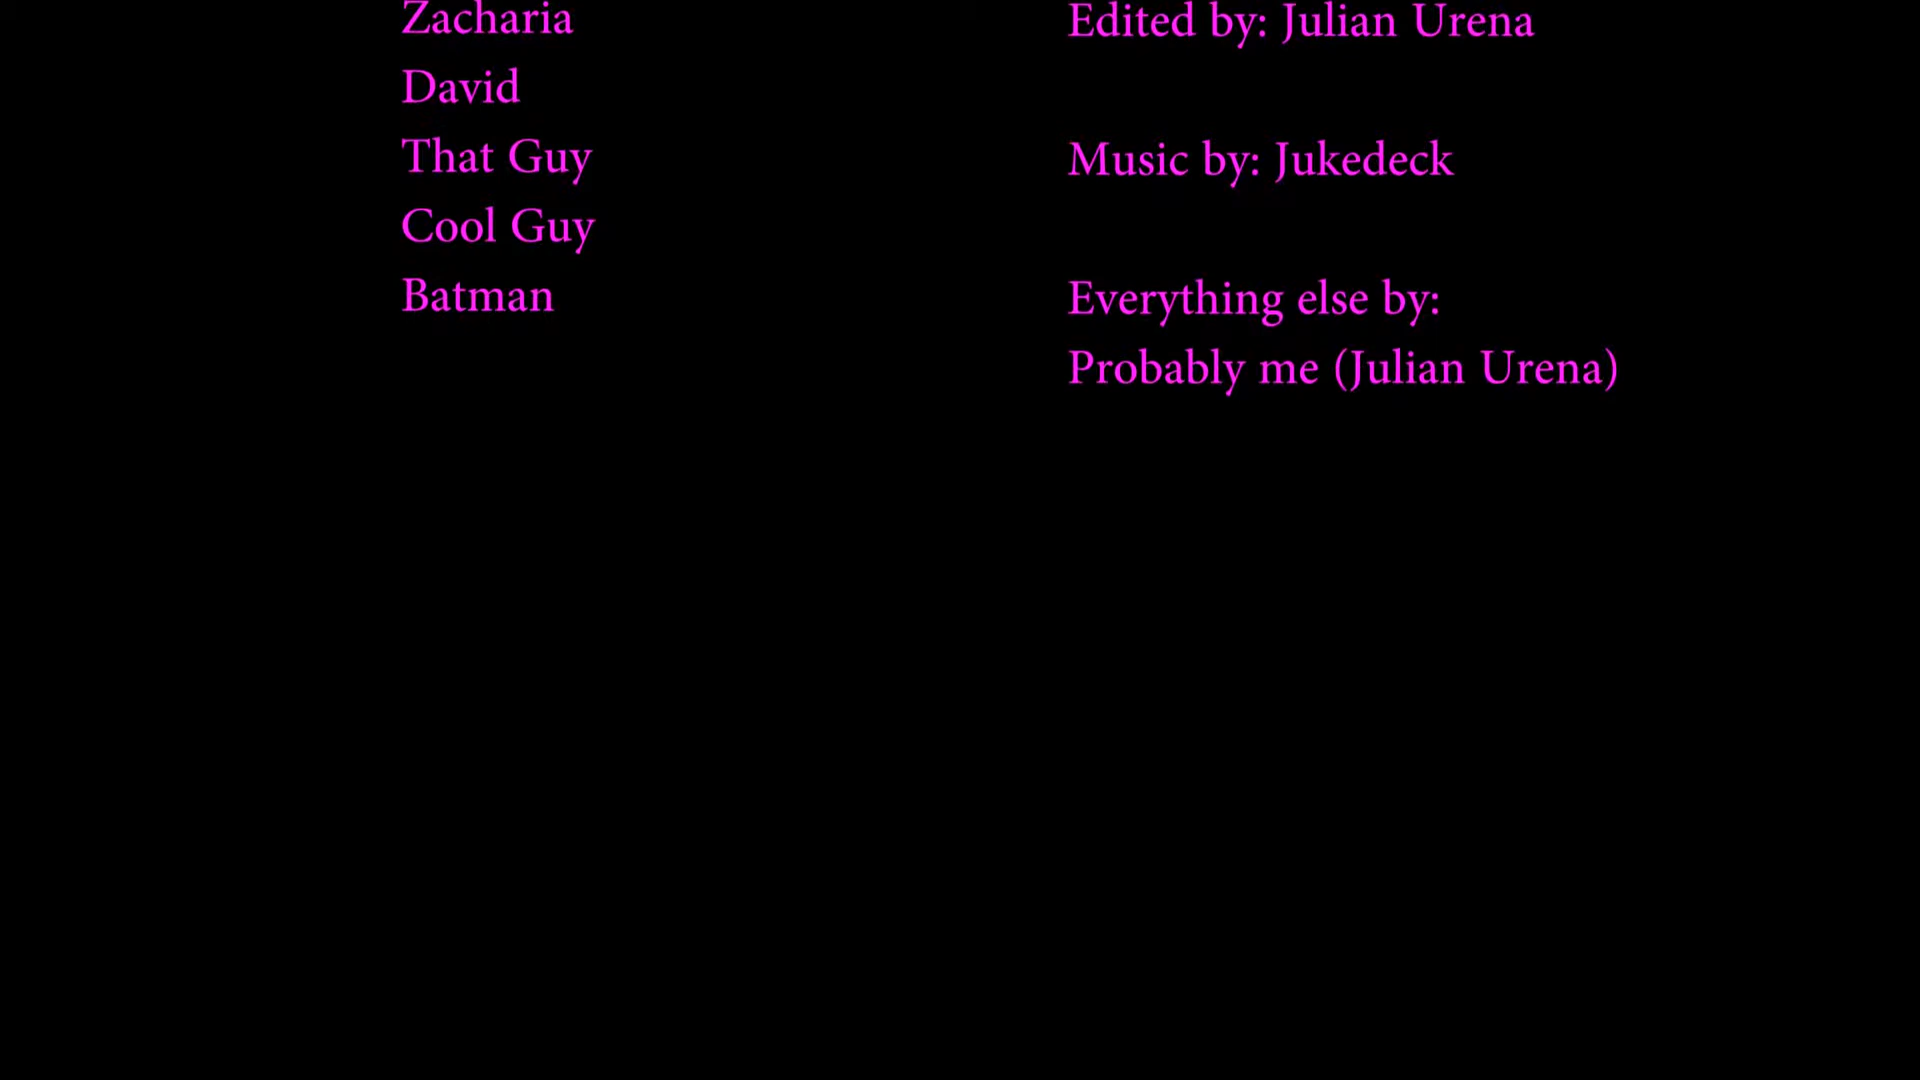 Zacharia
David
That Guy
Cool Guy
Batman
Edited by: Julian Urena
Music by: Jukedeck
Everything else by:
Probably me (Julian Urena)